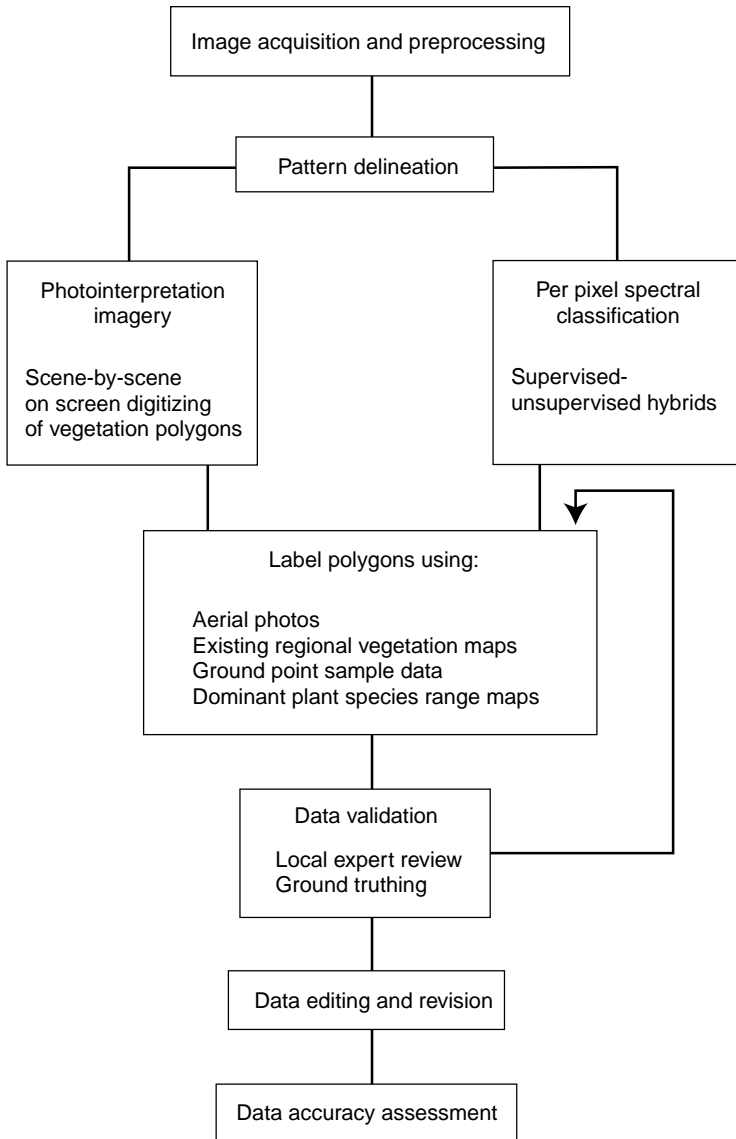 Image acquisition and preprocessing
Pattern delineation
Photointerpretation
imagery
Scene-by-scene
on screen digitizing
of vegetation polygons
Per pixel spectral
classification
Supervised-
unsupervised hybrids
Label polygons using:
Aerial photos
Existing regional vegetation maps
Ground point sample data
Dominant plant species range maps
Data validation
Local expert review
Ground truthing
Data editing and revision
Data accuracy assessment